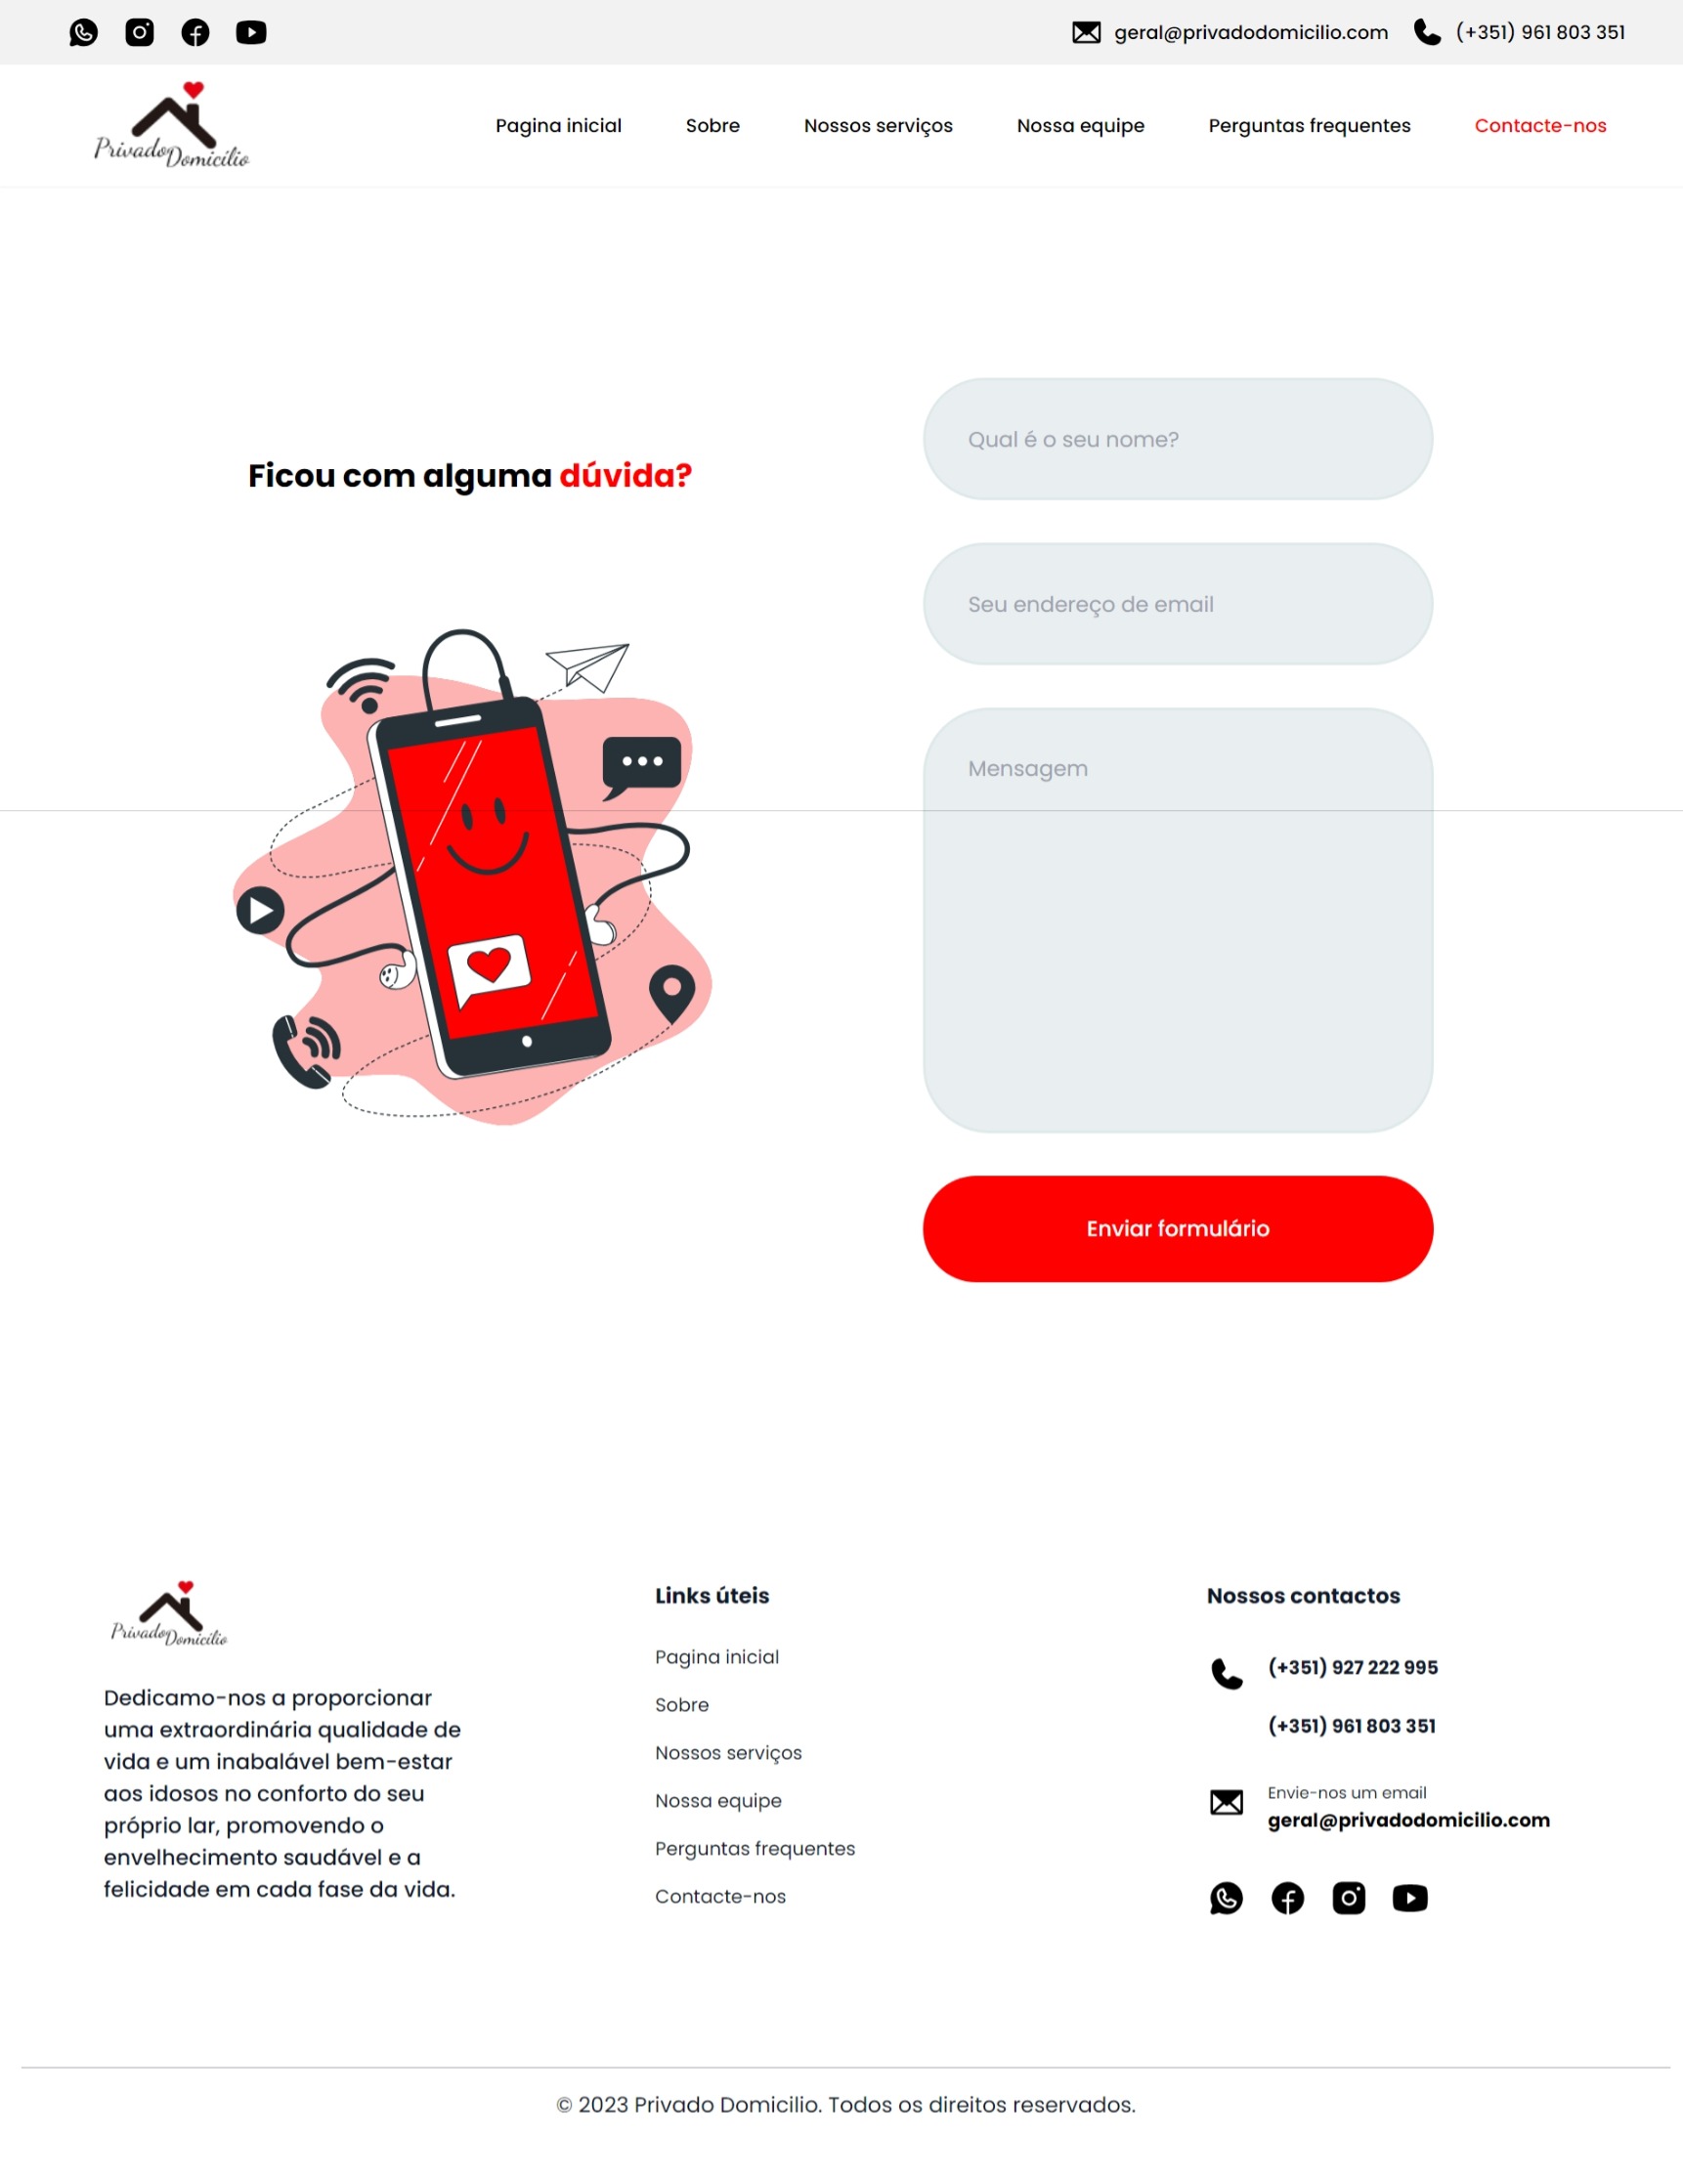 geral@privadodomicilio.com (+351) 961 803 351
Privado Domicílio
Pagina inicial Sobre Nossos serviços Nossa equipe Perguntas frequentes Contacte-nos
Ficou com alguma dúvida?
Qual é o seu nome?
Seu endereço de email
Mensagem
Enviar formulário
Privado Domicílio
Dedicamo-nos a proporcionar
uma extraordinária qualidade de
vida e um inabalável bem-estar
aos idosos no conforto do seu
próprio lar, promovendo o
envelhecimento saudável e a
felicidade em cada fase da vida.
Links úteis
Pagina inicial
Sobre
Nossos serviços
Nossa equipe
Perguntas frequentes
Contacte-nos
Nossos contactos
(+351) 927 222 995
(+351) 961 803 351
Envie-nos um email
geral@privadodomicilio.com
© 2023 Privado Domicilio. Todos os direitos reservados.